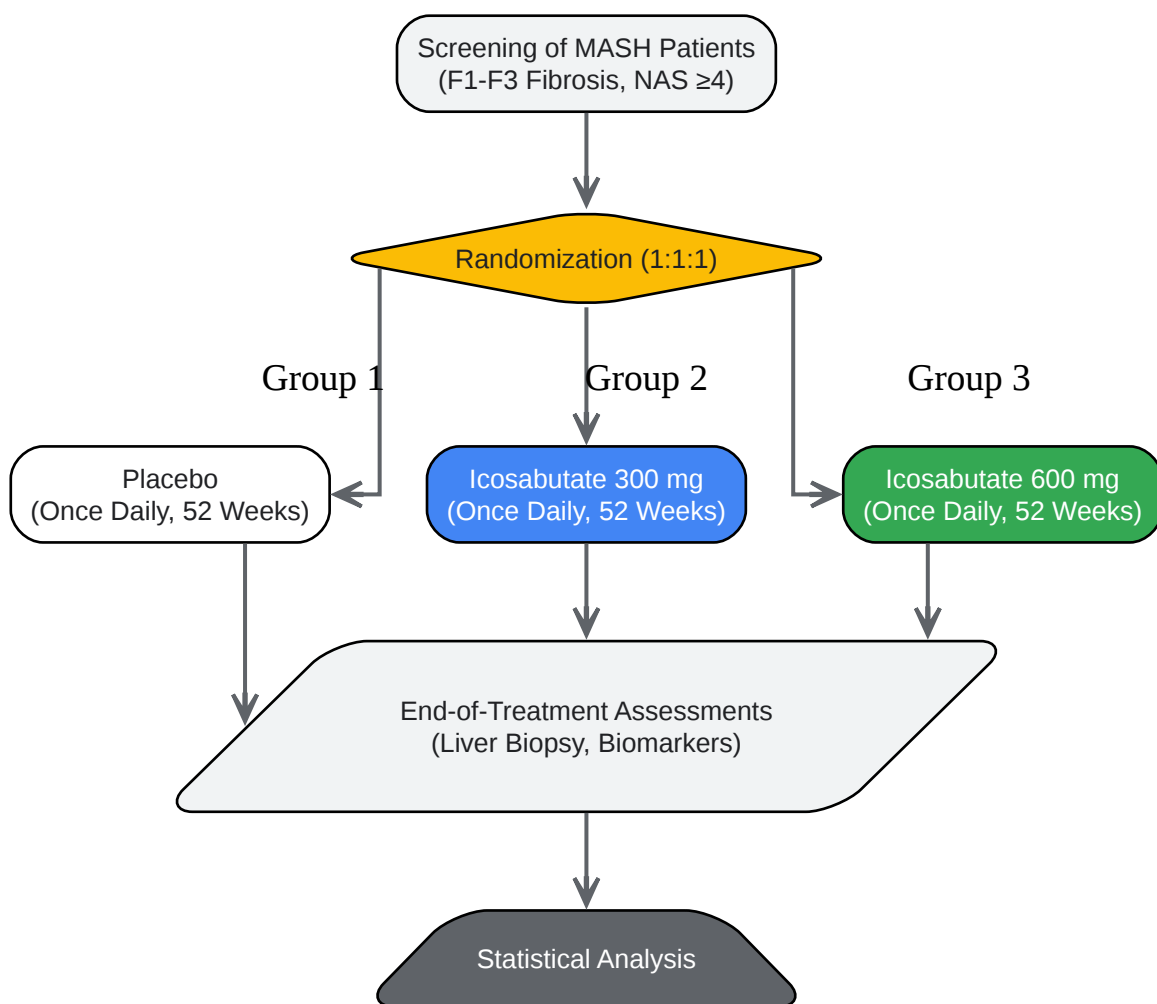 Screening of MASH Patients
(F1-F3 Fibrosis, NAS ≥4)
Randomization (1:1:1)
Group 1
Group 2
Group 3
Placebo
(Once Daily, 52 Weeks)
Icosabutate 300 mg
(Once Daily, 52 Weeks)
Icosabutate 600 mg
(Once Daily, 52 Weeks)
End-of-Treatment Assessments
(Liver Biopsy, Biomarkers)
Statistical Analysis